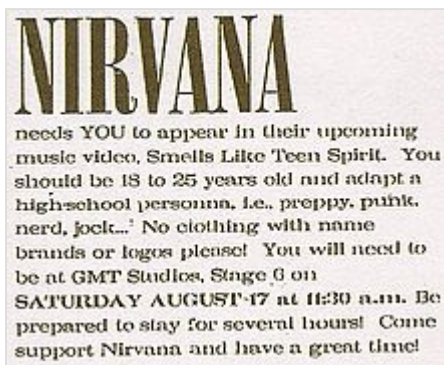 NIRVANA
needs YOU to appear in their upcoming
music video, Smells Like Teen Spirit. You
should be 18 to 25 years old and adapt a
high-school personna, i.e., preppy, punk,
nerd, jock... No clothing with name
brands or logos please! You will need to
be at GMT Studios, Stage 6 on
SATURDAY AUGUST 17 at 11:30 a.m. Be
prepared to stay for several hours! Come
support Nirvana and have a great time!